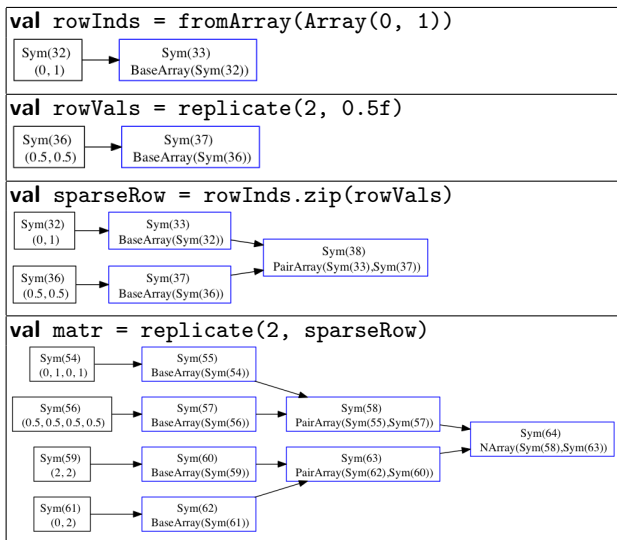 val rowInds = fromArray(Array(0, 1))
Sym(32)
(0, 1)
Sym(33)
BaseArray(Sym(32))
val rowVals = replicate(2, 0.5f)
Sym(36)
(0.5, 0.5)
Sym(37)
BaseArray(Sym(36))
val sparseRow = rowInds.zip(rowVals)
Sym(32)
(0, 1)
Sym(33)
BaseArray(Sym(32))
Sym(38)
PairArray(Sym(33),Sym(37))
Sym(36)
(0.5, 0.5)
Sym(37)
BaseArray(Sym(36))
val matr = replicate(2, sparseRow)
Sym(54)
(0, 1, 0, 1)
Sym(55)
BaseArray(Sym(54))
Sym(56)
(0.5, 0.5, 0.5, 0.5)
Sym(57)
BaseArray(Sym(56))
Sym(58)
PairArray(Sym(55),Sym(57))
Sym(64)
NArray(Sym(58),Sym(63))
Sym(59)
(2, 2)
Sym(60)
BaseArray(Sym(59))
Sym(63)
PairArray(Sym(62),Sym(60))
Sym(61)
(0, 2)
Sym(62)
BaseArray(Sym(61))